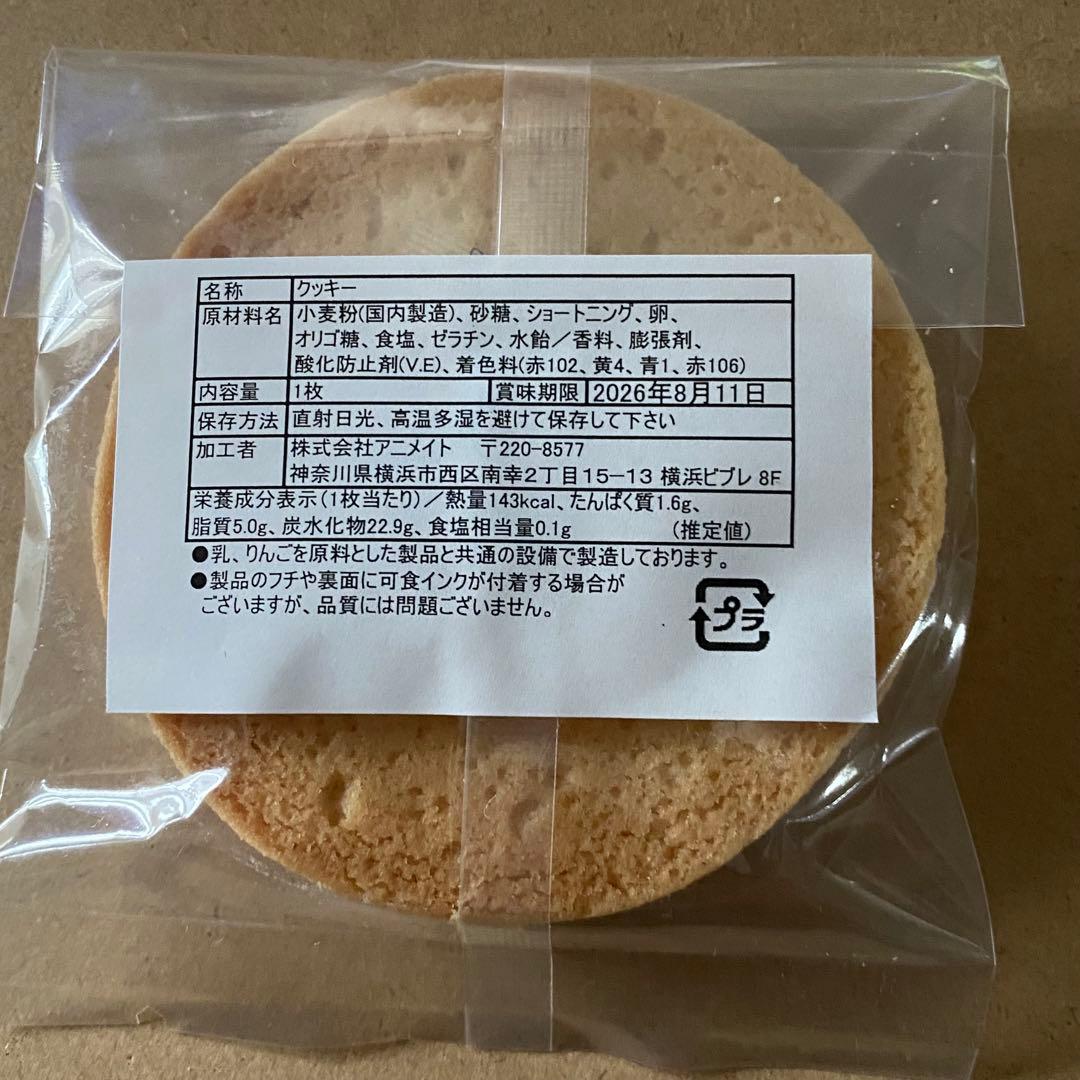 名称 クッキー
原材料名 小麦粉(国内製造)、砂糖、ショートニング、卵、
オリゴ糖、食塩、ゼラチン、水飴／香料、膨張剤、
酸化防止剤(V.E)、着色料(赤102、黄4、青1、赤106)
内容量 1枚 賞味期限 2026年8月11日
保存方法 直射日光、高温多湿を避けて保存して下さい
加工者 株式会社アニメイト 〒220-8577
神奈川県横浜市西区南幸2丁目15-13 横浜ビブレ 8F
栄養成分表示(1枚当たり)／熱量143kcal、たんぱく質1.6g、
脂質5.0g、炭水化物22.9g、食塩相当量0.1g (推定値)
●乳、りんごを原料とした製品と共通の設備で製造しております。
●製品のフチや裏面に可食インクが付着する場合が
ございますが、品質には問題ございません。
プラ